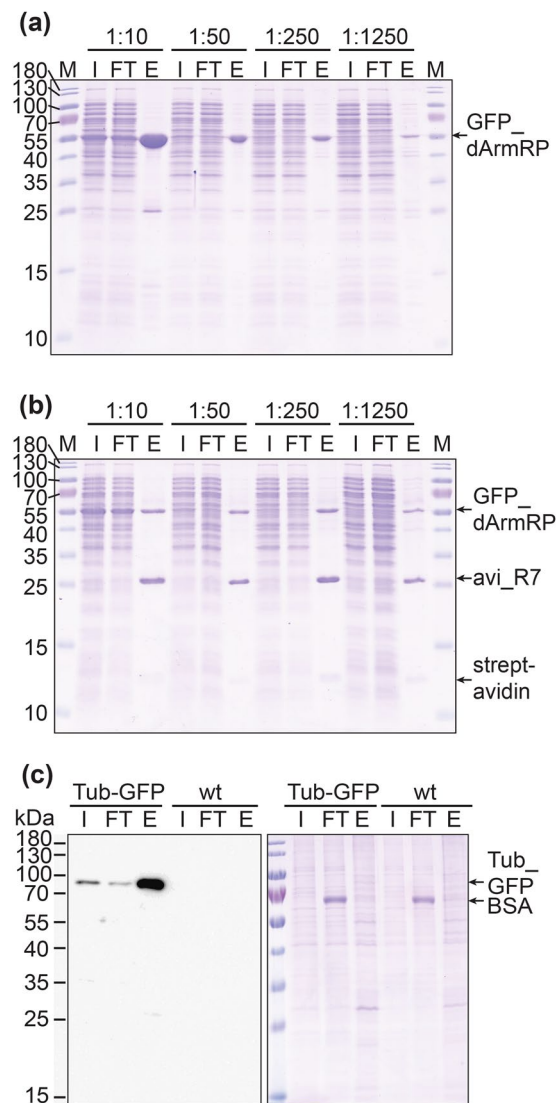 (a)
1:10 1:50 1:250 1:1250
M I FT E I FT E I FT E I FT E M
180
130
100
70
55
40
35
25
15
10
GFP_
dArmRP
(b)
1:10 1:50 1:250 1:1250
M I FT E I FT E I FT E I FT E M
180
130
100
70
55
40
35
25
15
10
GFP_
dArmRP
avi_R7
strept-
avidin
(c)
Tub-GFP wt Tub-GFP wt
kDa I FT E I FT E I FT E I FT E
180
130
100
70
55
40
35
25
15
Tub_
GFP
BSA